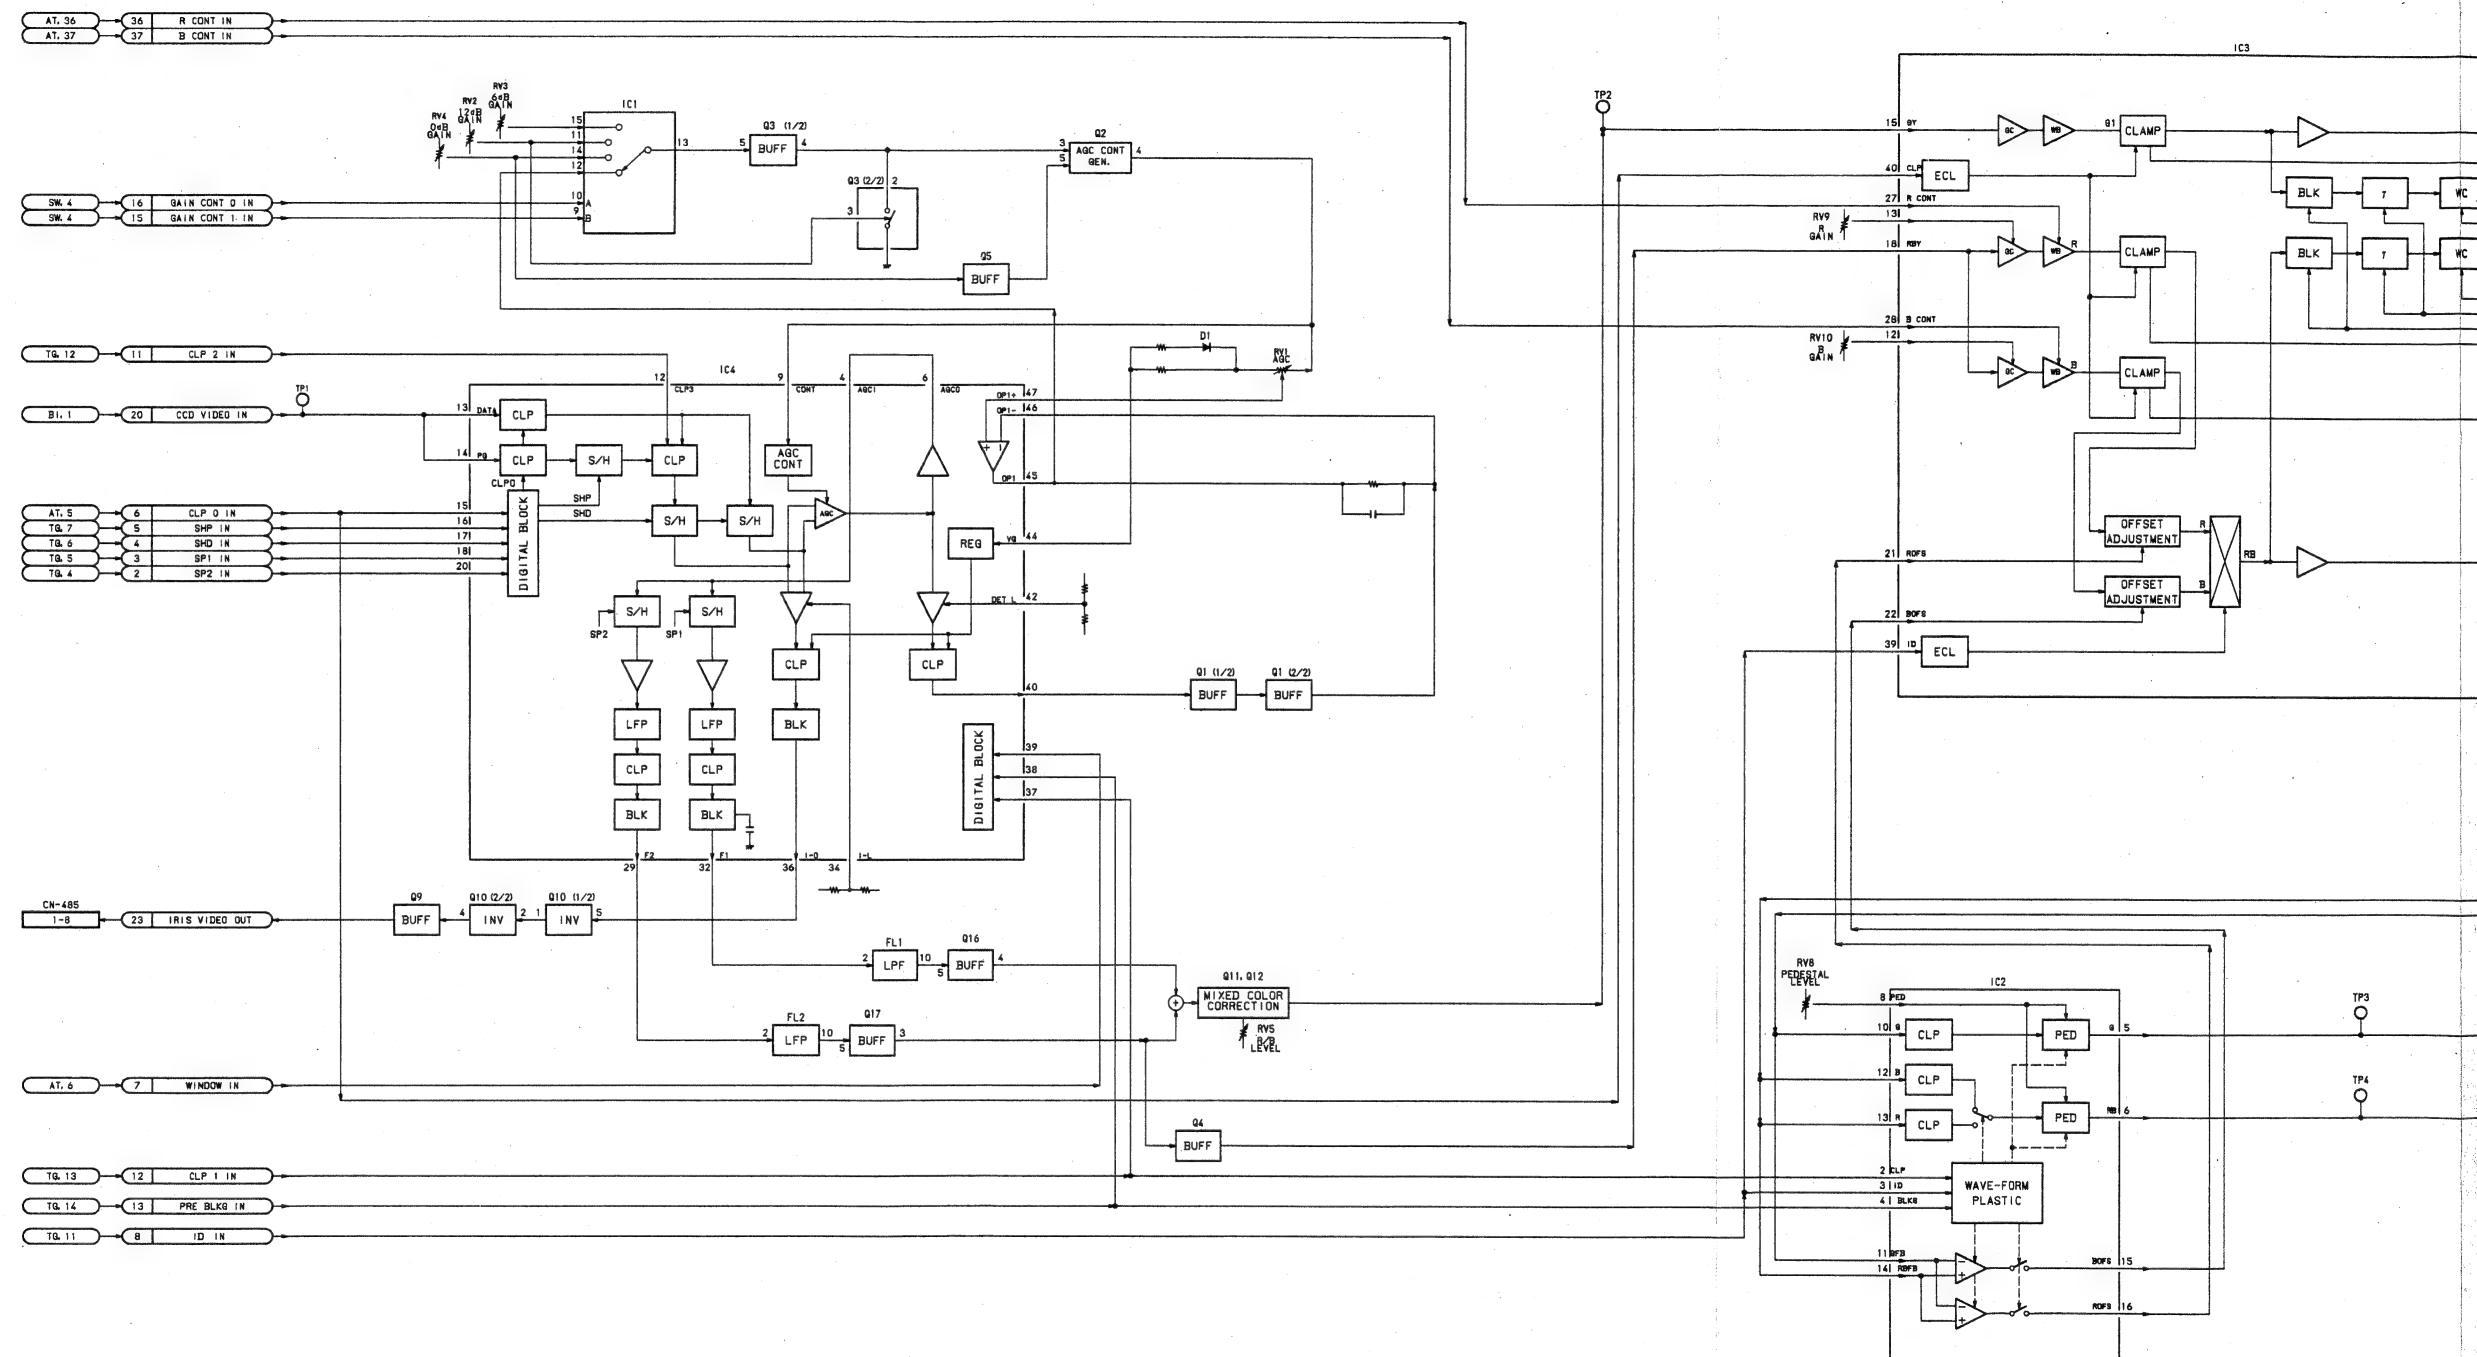 AT. 36 36 R CONT IN
AT. 37 37 B CONT IN
IC3
RV3
6dB
GAIN
RV2
12dB
GAIN
RV4
0dB
GAIN
IC1
15
11
14
12
13
10 A
9 B
Q3 (1/2)
5 BUFF 4
Q3 (2/2) 2
3
Q2
3
5
AGC CONT
GEN.
4
Q5
BUFF
SW. 4 16 GAIN CONT 0 IN
SW. 4 15 GAIN CONT 1 IN
TP2
15 GY
GC WB G1 CLAMP
40 CLP ECL
27 R CONT
13
RV9
R
GAIN
18 RBY
GC WB R CLAMP
28 B CONT
12
RV10
B
GAIN
GC WB B CLAMP
BLK γ WC
BLK γ WC
TG. 12 11 CLP 2 IN
TP1
BI. 1 20 CCD VIDEO IN
IC4
12 CLP3
9 CONT
4 AGCI
6 AGCO
D1
RV1
AGC
OP1+ 47
OP1- 46
+ -
OP1 45
13 DATA CLP
14 PG CLP S/H CLP
AGC
CONT
CLPO
SHP
SHD
S/H S/H
AGC
AT. 5 6 CLP 0 IN 15
TG. 7 5 SHP IN 16
TG. 6 4 SHD IN 17
TG. 5 3 SP1 IN 18
TG. 4 2 SP2 IN 20
DIGITAL BLOCK
REG VG 44
DET L 42
S/H S/H
SP2 SP1
CLP CLP
40
Q1 (1/2) Q1 (2/2)
BUFF BUFF
LFP LFP BLK
CLP CLP
BLK BLK
DIGITAL BLOCK
39
38
37
F2 F1 I-O I-L
29 32 36 34
OFFSET
ADJUSTMENT
R
RB
OFFSET
ADJUSTMENT
B
21 ROFS
22 BOFS
39 ID ECL
CN-485
1-8 23 IRIS VIDEO OUT
Q9
BUFF
Q10 (2/2)
4 INV 2
Q10 (1/2)
1 INV 5
FL1
2 LPF 10
Q16
5 BUFF 4
FL2
2 LFP 10
Q17
5 BUFF 3
+
Q11, Q12
MIXED COLOR
CORRECTION
RV5
R/B
LEVEL
RV8
PEDESTAL
LEVEL
IC2
8 PED
10 G CLP PED G 5
TP3
12 B CLP
13 R CLP PED RB 6
TP4
AT. 6 7 WINDOW IN
Q4
BUFF
TG. 13 12 CLP 1 IN
TG. 14 13 PRE BLKG IN
TG. 11 8 ID IN
2 CLP
3 ID
4 BLKG
WAVE-FORM
PLASTIC
11 GFB
14 RBFB
- +
BOFS 15
- +
ROFS 16